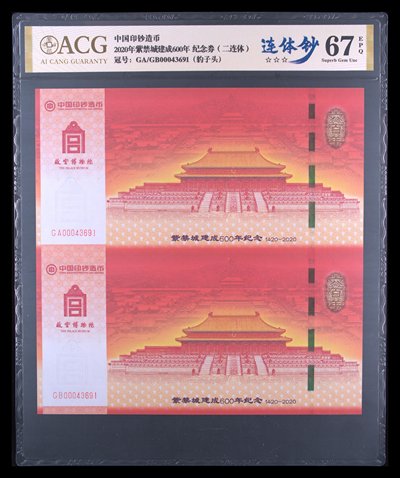 ACG
AI CANG GUARANTY
中国印钞造币
2020年紫禁城建成600年 纪念券（二连体）
冠号：GA/GB00043691（豹子头）
连体钞
☆☆☆
67
EPQ
Superb Gem Unc
中国印钞造币
故宫博物院
THE PALACE MUSEUM
GA00043691
紫禁城建成600年纪念 1420-2020
中国印钞造币
故宫博物院
THE PALACE MUSEUM
GB00043691
紫禁城建成600年纪念 1420-2020